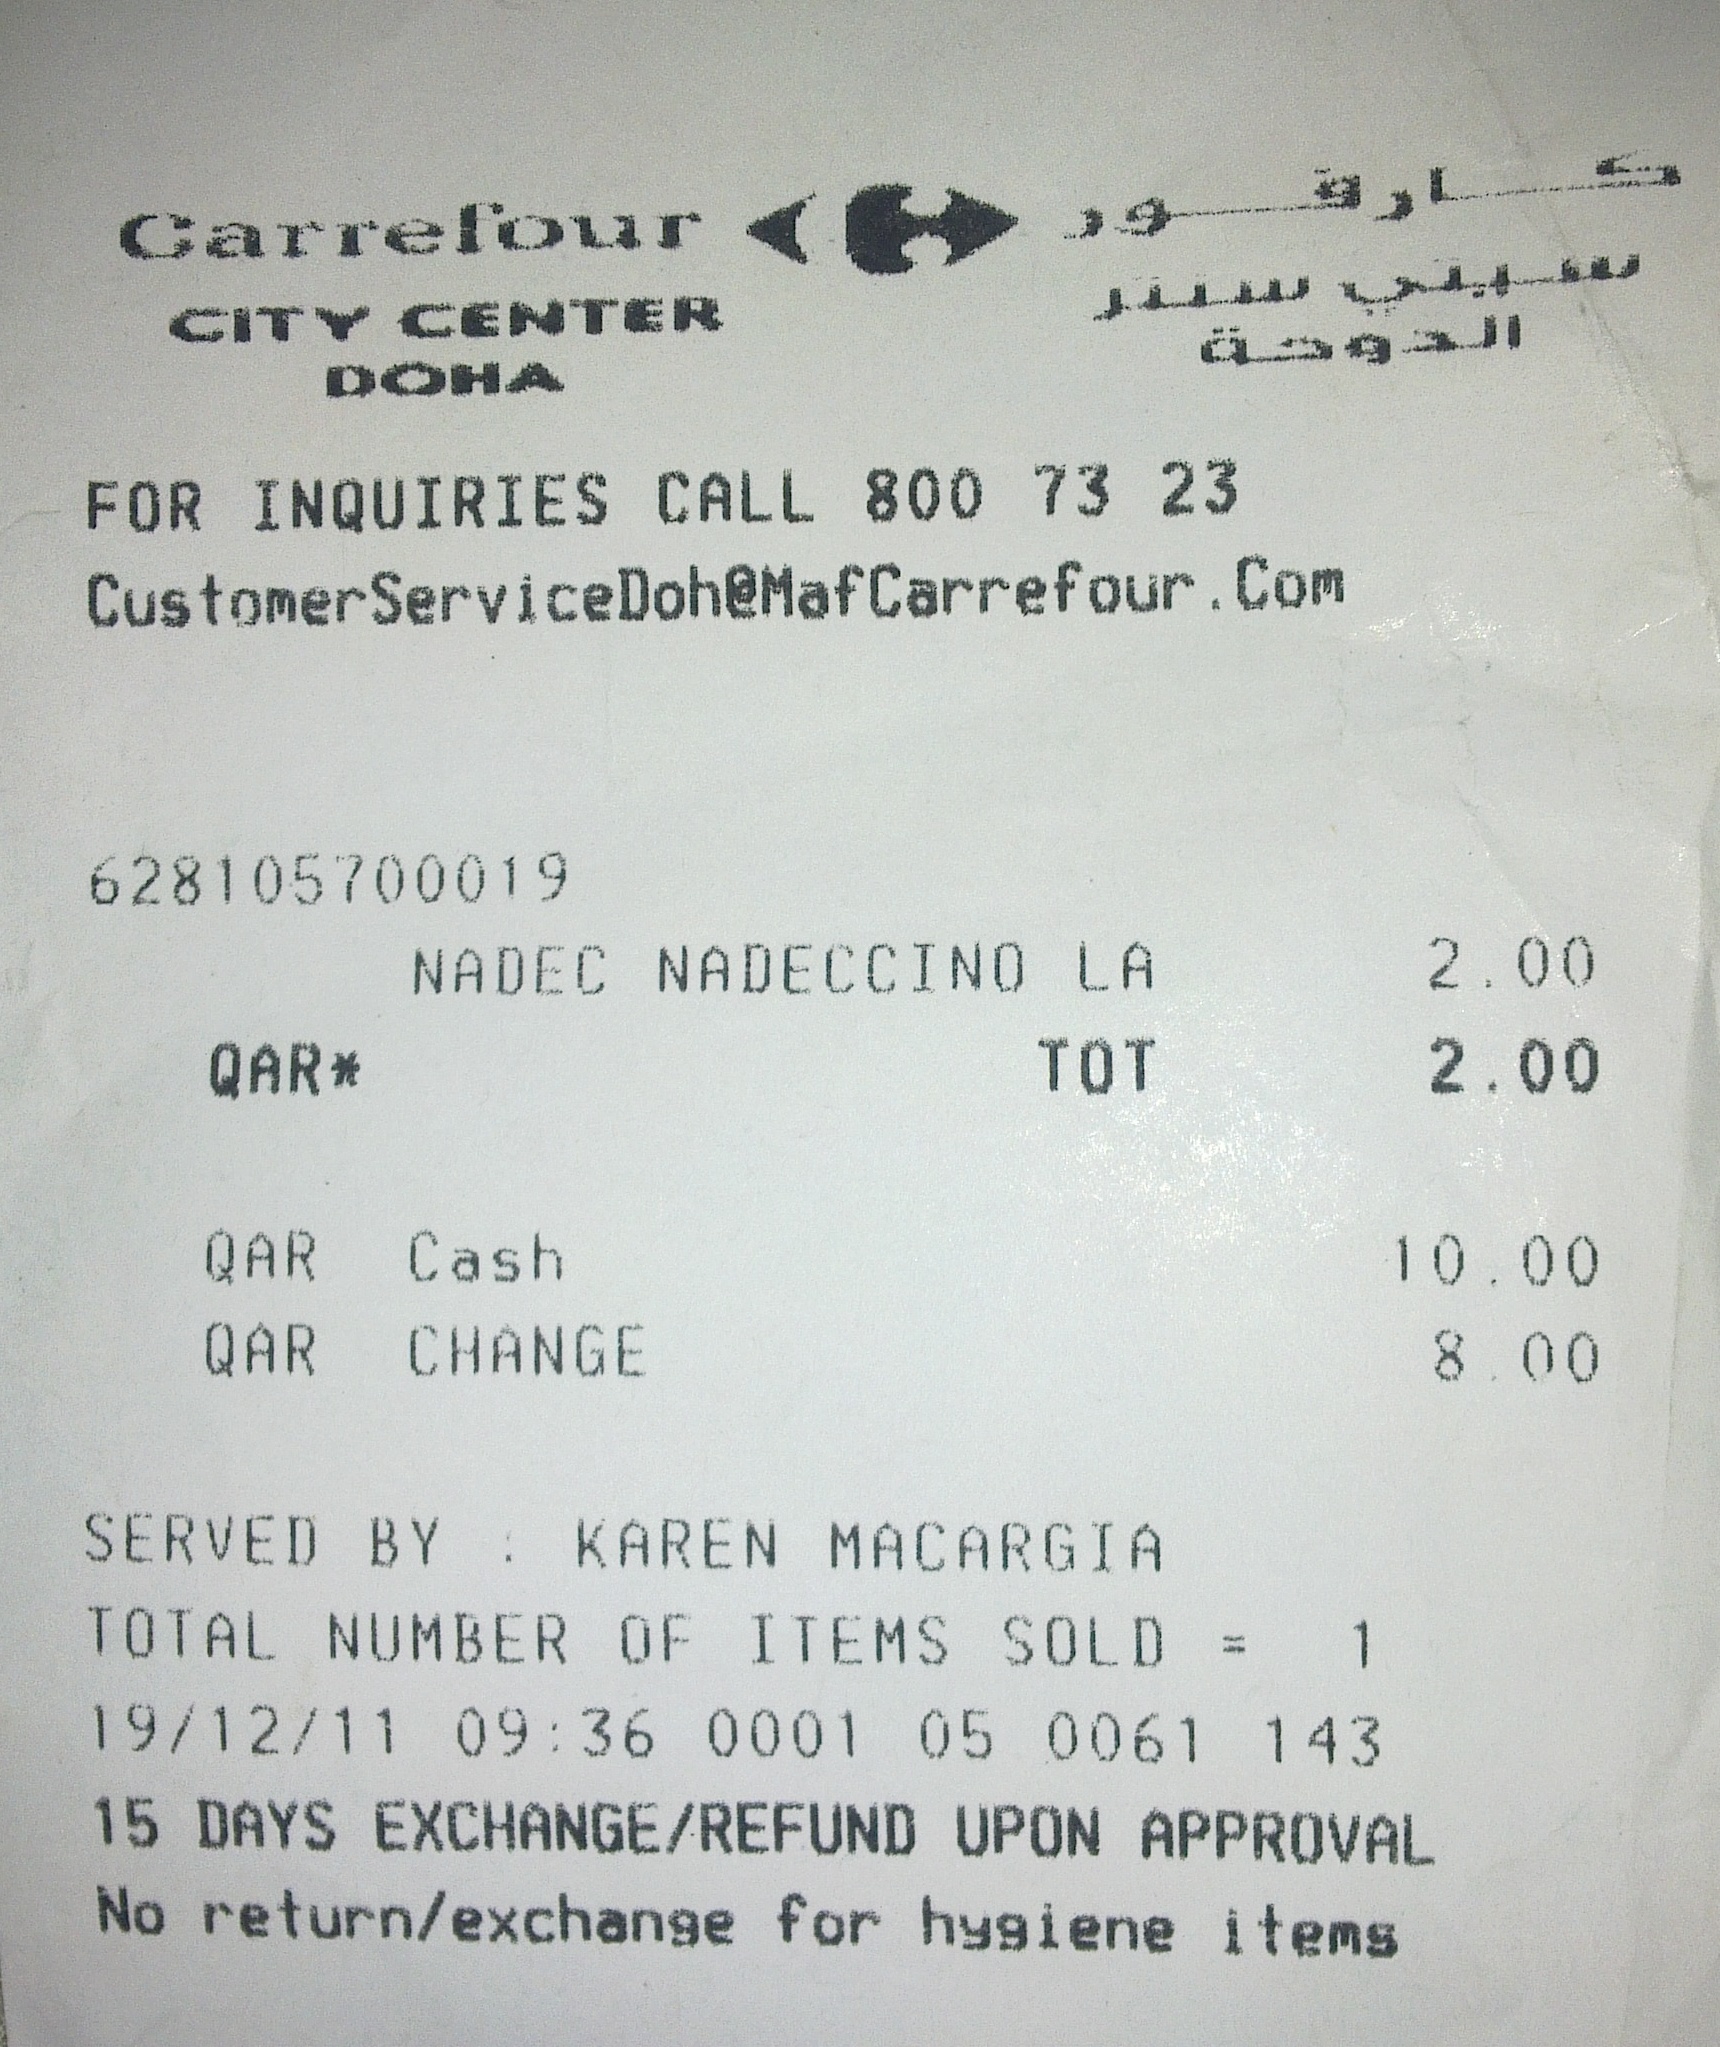 Carrefour كارفور
CITY CENTER سيتي سنتر
DOHA الدوحة
FOR INQUIRIES CALL 800 73 23
CustomerServiceDoh@MafCarrefour.Com
628105700019
NADEC NADECCINO LA 2.00
QAR* TOT 2.00
QAR Cash 10.00
QAR CHANGE 8.00
SERVED BY : KAREN MACARGIA
TOTAL NUMBER OF ITEMS SOLD = 1
19/12/11 09:36 0001 05 0061 143
15 DAYS EXCHANGE/REFUND UPON APPROVAL
No return/exchange for hygiene items